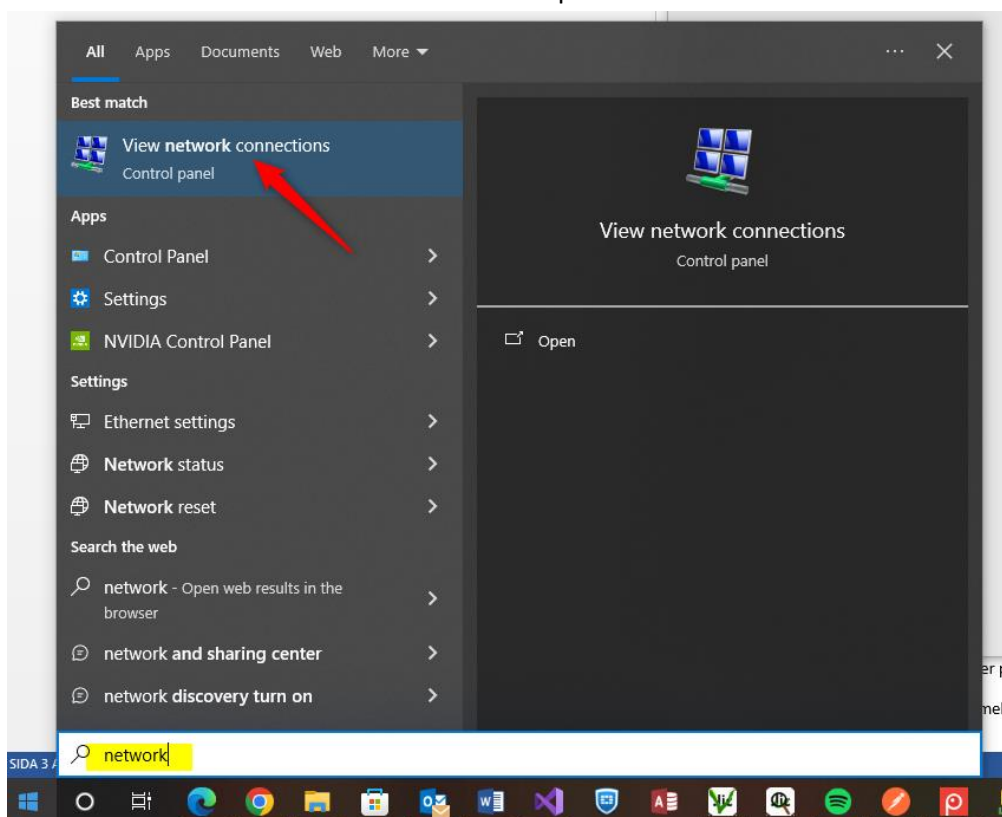 All Apps Documents Web More
Best match
View network connections
Control panel
Apps
Control Panel
Settings
NVIDIA Control Panel
Settings
Ethernet settings
Network status
Network reset
Search the web
network - Open web results in the
browser
network and sharing center
network discovery turn on
View network connections
Control panel
Open
network
SIDA 3